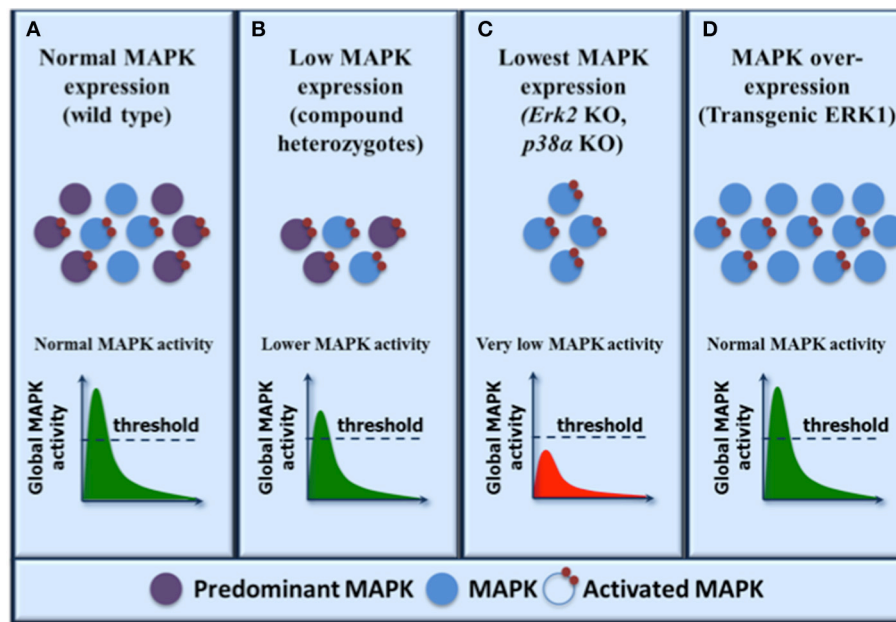 A
Normal MAPK
expression
(wild type)
Normal MAPK activity
Global MAPK
activity
threshold
B
Low MAPK
expression
(compound
heterozygotes)
Lower MAPK activity
Global MAPK
activity
threshold
C
Lowest MAPK
expression
(Erk2 KO,
p38α KO)
Very low MAPK activity
Global MAPK
activity
threshold
D
MAPK over-
expression
(Transgenic ERK1)
Normal MAPK activity
Global MAPK
activity
threshold
Predominant MAPK
MAPK
Activated MAPK